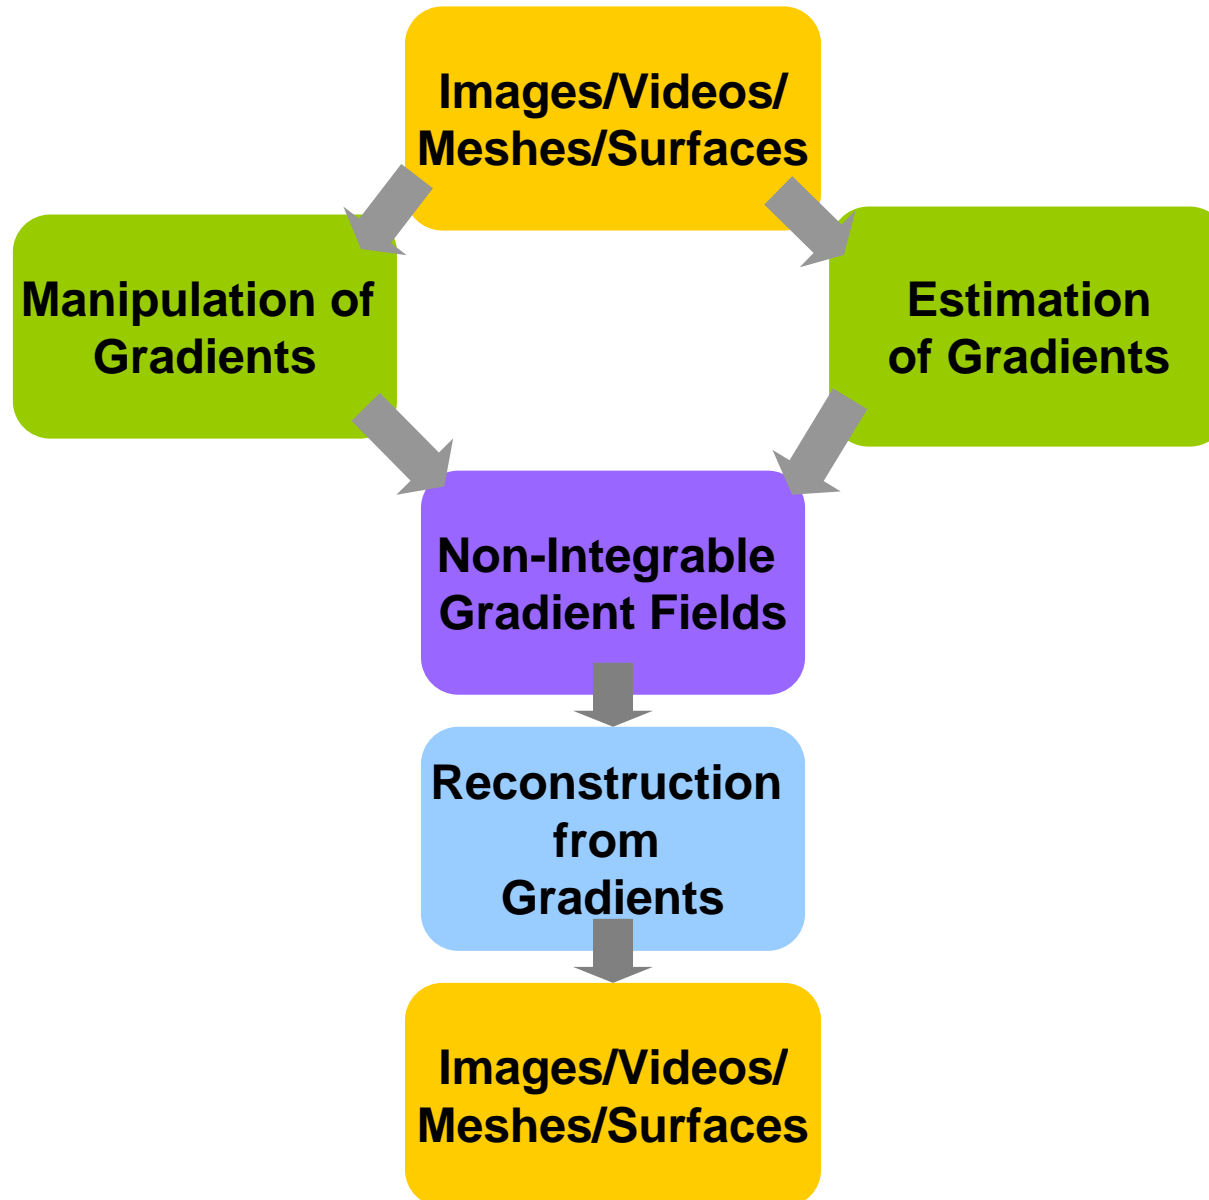 Images/Videos/
Meshes/Surfaces
Manipulation of
Gradients
Estimation
of Gradients
Non-Integrable
Gradient Fields
Reconstruction
from
Gradients
Images/Videos/
Meshes/Surfaces